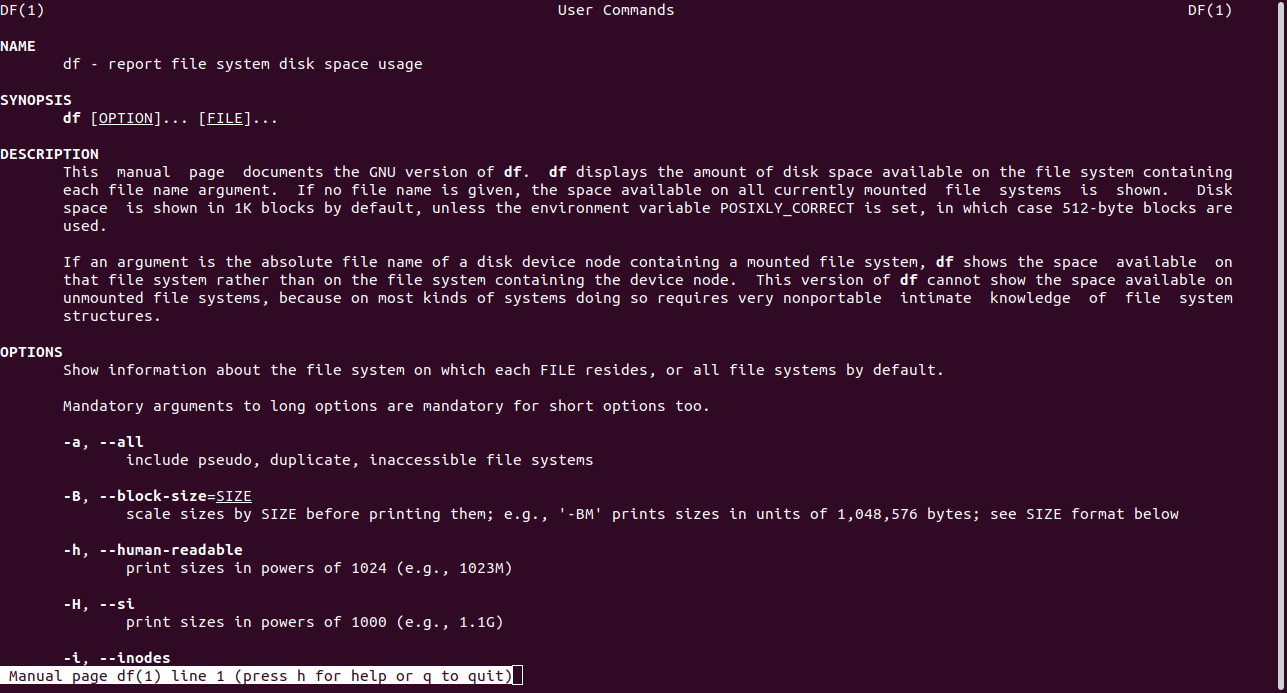 DF(1) User Commands DF(1)
NAME
df - report file system disk space usage
SYNOPSIS
df [OPTION]... [FILE]...
DESCRIPTION
This manual page documents the GNU version of df. df displays the amount of disk space available on the file system containing
each file name argument. If no file name is given, the space available on all currently mounted file systems is shown. Disk
space is shown in 1K blocks by default, unless the environment variable POSIXLY_CORRECT is set, in which case 512-byte blocks are
used.
If an argument is the absolute file name of a disk device node containing a mounted file system, df shows the space available on
that file system rather than on the file system containing the device node. This version of df cannot show the space available on
unmounted file systems, because on most kinds of systems doing so requires very nonportable intimate knowledge of file system
structures.
OPTIONS
Show information about the file system on which each FILE resides, or all file systems by default.
Mandatory arguments to long options are mandatory for short options too.
-a, --all
include pseudo, duplicate, inaccessible file systems
-B, --block-size=SIZE
scale sizes by SIZE before printing them; e.g., '-BM' prints sizes in units of 1,048,576 bytes; see SIZE format below
-h, --human-readable
print sizes in powers of 1024 (e.g., 1023M)
-H, --si
print sizes in powers of 1000 (e.g., 1.1G)
-i, --inodes
Manual page df(1) line 1 (press h for help or q to quit)